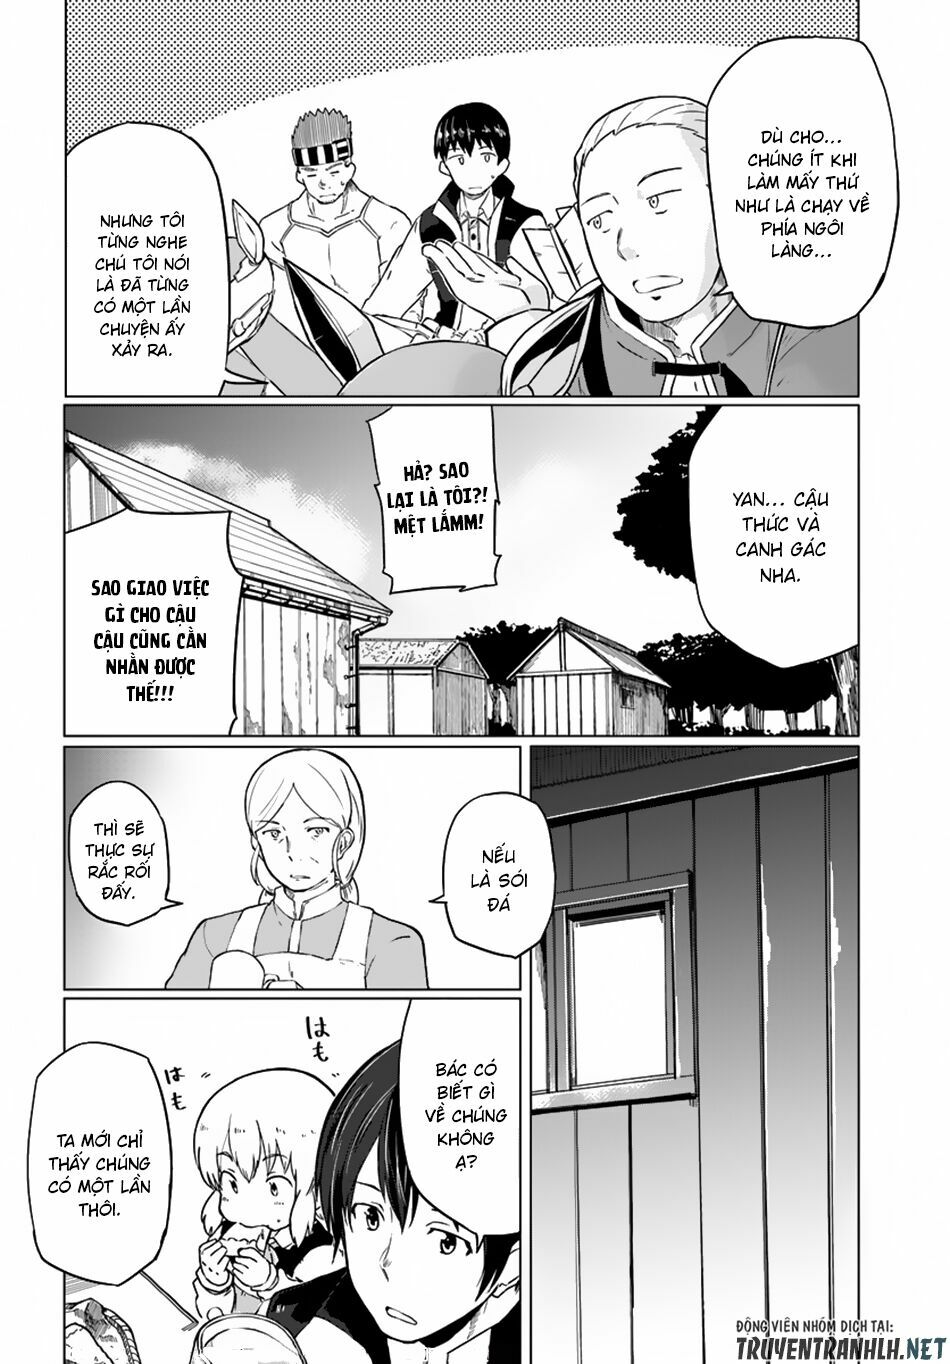 DÙ CHO...
CHÚNG ÍT KHI
LÀM MẤY THỨ
NHƯ LÀ CHẠY VỀ
PHÍA NGÔI
LÀNG...
NHƯNG TÔI
TỪNG NGHE
CHÚ TÔI NÓI
LÀ ĐÃ TỪNG
CÓ MỘT LẦN
CHUYỆN ẤY
XẢY RA.
YAN... CẬU
THỨC VÀ
CANH GÁC
NHA.
HẢ? SAO
LẠI LÀ TÔI?!
MỆT LẮMM!
SAO GIAO VIỆC
GÌ CHO CẬU
CẬU CŨNG CẰN
NHẰN ĐƯỢC
THẾ!!!
NẾU
LÀ SÓI
ĐÁ
THÌ SẼ
THỰC SỰ
RẮC RỐI
ĐẤY.
BÁC CÓ
BIẾT GÌ
VỀ CHÚNG
KHÔNG
Ạ?
はも
はも
TA MỚI CHỈ
THẤY CHÚNG
CÓ MỘT LẦN
THÔI.
ĐỘNG VIÊN NHÓM DỊCH TẠI:
TRUYENTRANHLH.NET